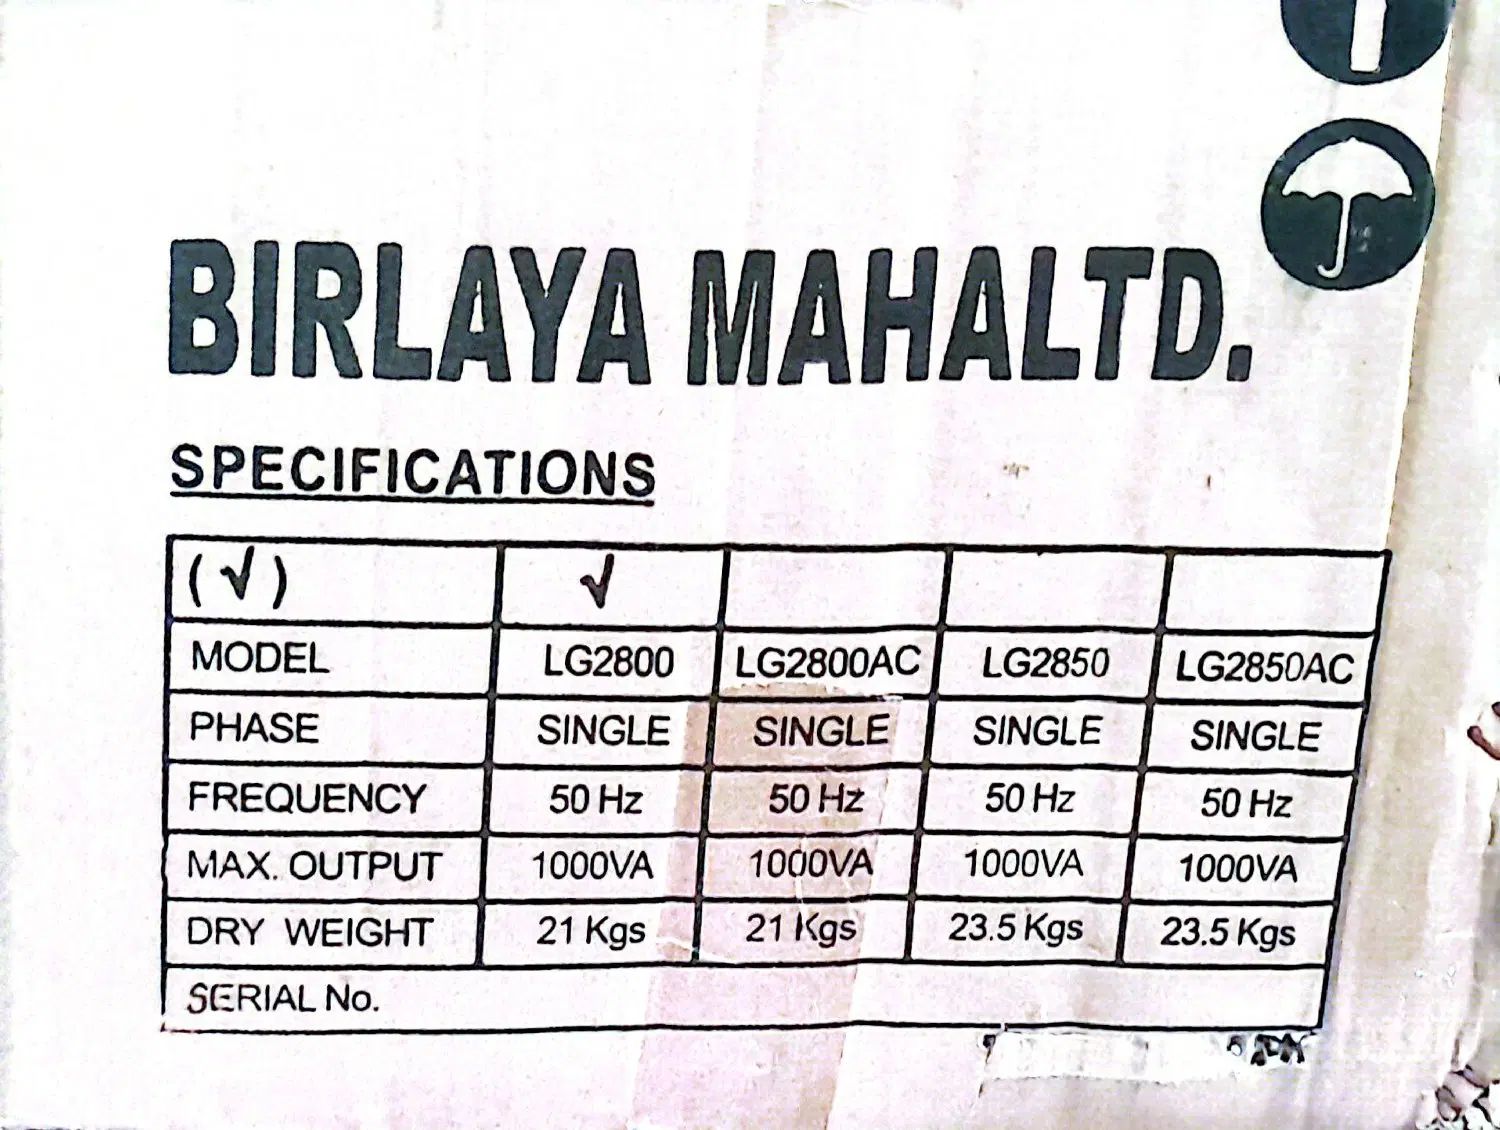 BIRLAYA MAHALTD.
SPECIFICATIONS
(√) √
MODEL LG2800 LG2800AC LG2850 LG2850AC
PHASE SINGLE SINGLE SINGLE SINGLE
FREQUENCY 50 Hz 50 Hz 50 Hz 50 Hz
MAX. OUTPUT 1000VA 1000VA 1000VA 1000VA
DRY WEIGHT 21 Kgs 21 Kgs 23.5 Kgs 23.5 Kgs
SERIAL No.